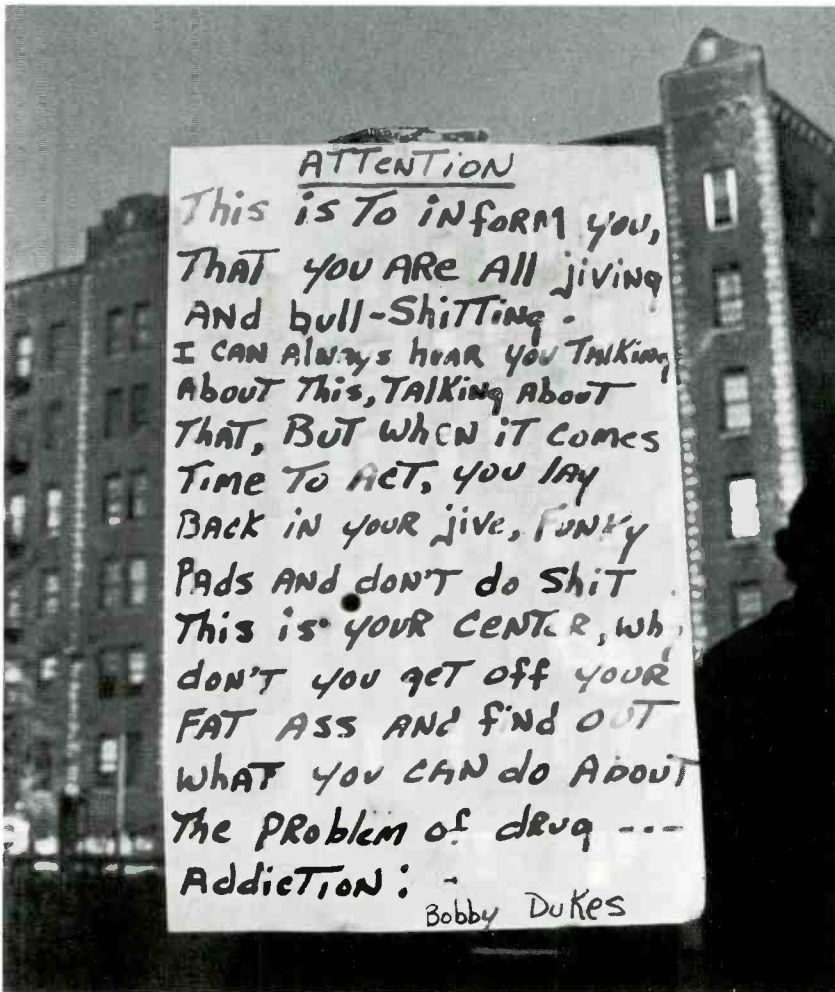 ATTENTION
This is To iNfORM you,
ThaT you ARe All jiviNg
AND bull-ShiTTiNg.
I CAN AlwAys heAR you TAlKiNg
About This, TAlKiNg AbouT
ThaT, BuT wheN iT comes
Time To AcT, you lAy
BAck iN youR jive, FuNKy
PAds ANd doN'T do ShiT
This is youR CeNTeR, why
doN'T you geT off youR
FAT ASS ANd fiNd OUT
whAT you CAN do AbouT
The PRoblem of dRug ---
AddicTioN: -
Bobby DuKes